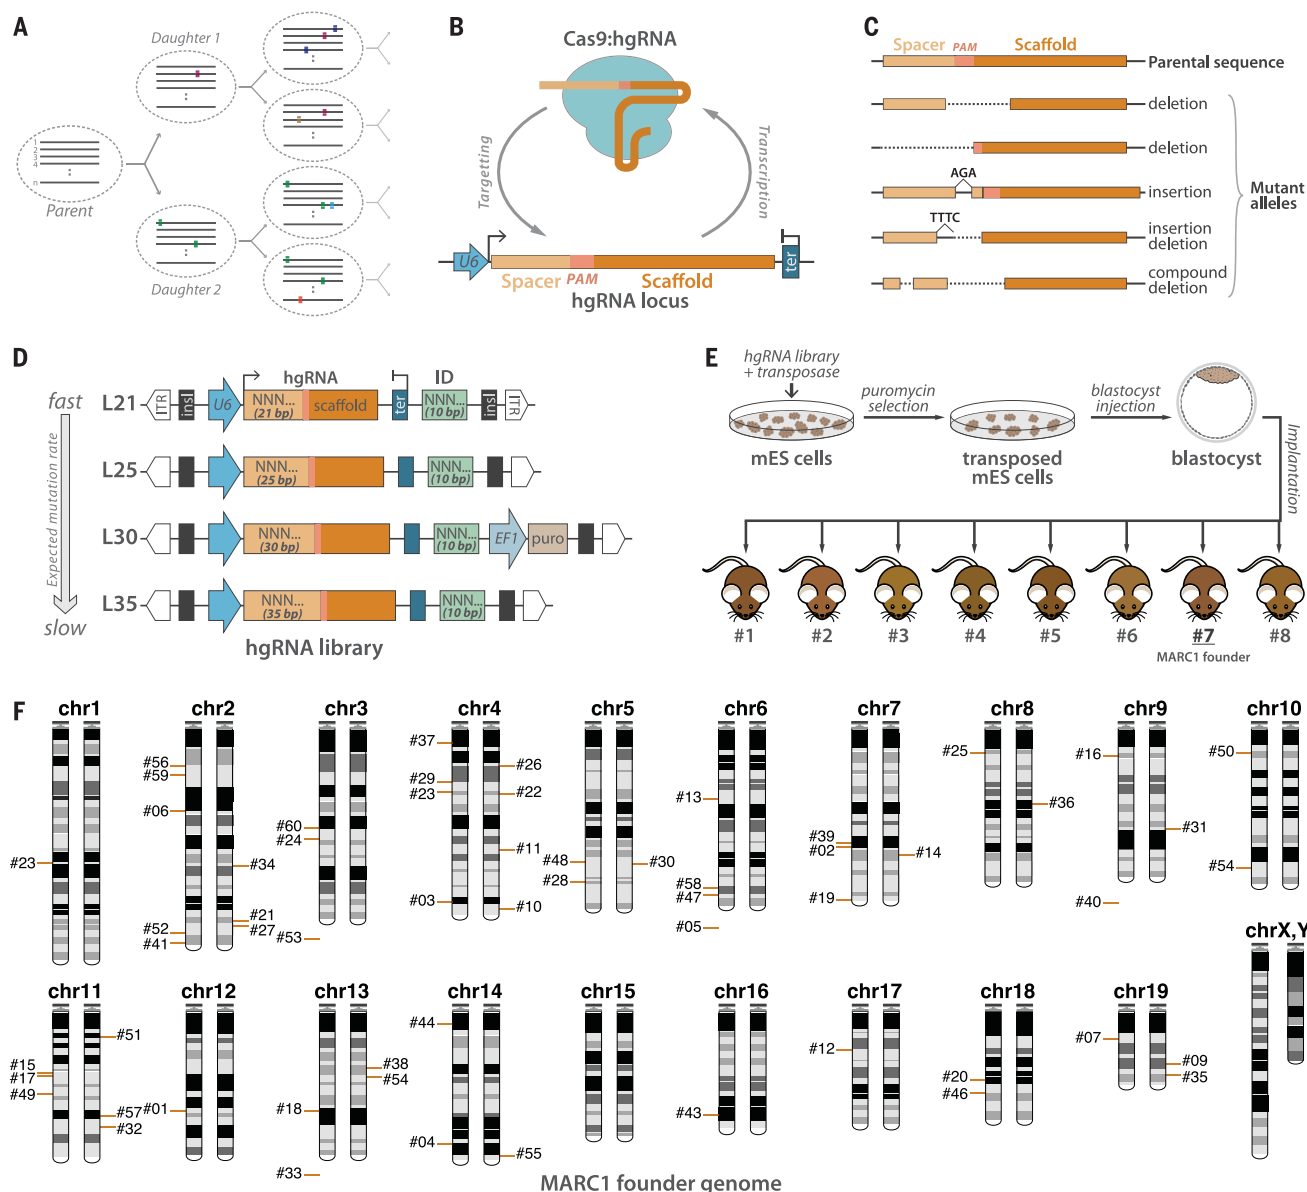 A
Daughter 1
1
2
3
4
n
Parent
Daughter 2
B
Cas9:hgRNA
Targetting
Transcription
U6
ter
Spacer
PAM
Scaffold
hgRNA locus
C
Spacer
PAM
Scaffold
Parental sequence
deletion
deletion
AGA
insertion
TTTC
insertion
deletion
compound
deletion
Mutant
alleles
D
hgRNA
ID
fast
Expected mutation rate
slow
L21
ITR
insl
U6
NNN...
(21 bp)
scaffold
ter
NNN...
(10 bp)
insl
ITR
L25
NNN...
(25 bp)
NNN...
(10 bp)
L30
NNN...
(30 bp)
NNN...
(10 bp)
EF1
puro
L35
NNN...
(35 bp)
NNN...
(10 bp)
hgRNA library
E
hgRNA library
+ transposase
puromycin
selection
blastocyst
injection
Implantation
mES cells
transposed
mES cells
blastocyst
#1
#2
#3
#4
#5
#6
#7
#8
MARC1 founder
F
chr1
#23
chr2
#56
#59
#06
#34
#21
#27
#52
#41
chr3
#60
#24
#53
chr4
#37
#26
#29
#23
#22
#11
#03
#10
chr5
#48
#30
#28
chr6
#13
#58
#47
#05
chr7
#39
#02
#14
#19
chr8
#25
#36
chr9
#16
#31
#40
chr10
#50
#54
chr11
#51
#15
#17
#49
#57
#32
chr12
#01
chr13
#38
#54
#18
#33
chr14
#44
#04
#55
chr15
chr16
#43
chr17
#12
chr18
#20
#46
chr19
#07
#09
#35
chrX,Y
MARC1 founder genome